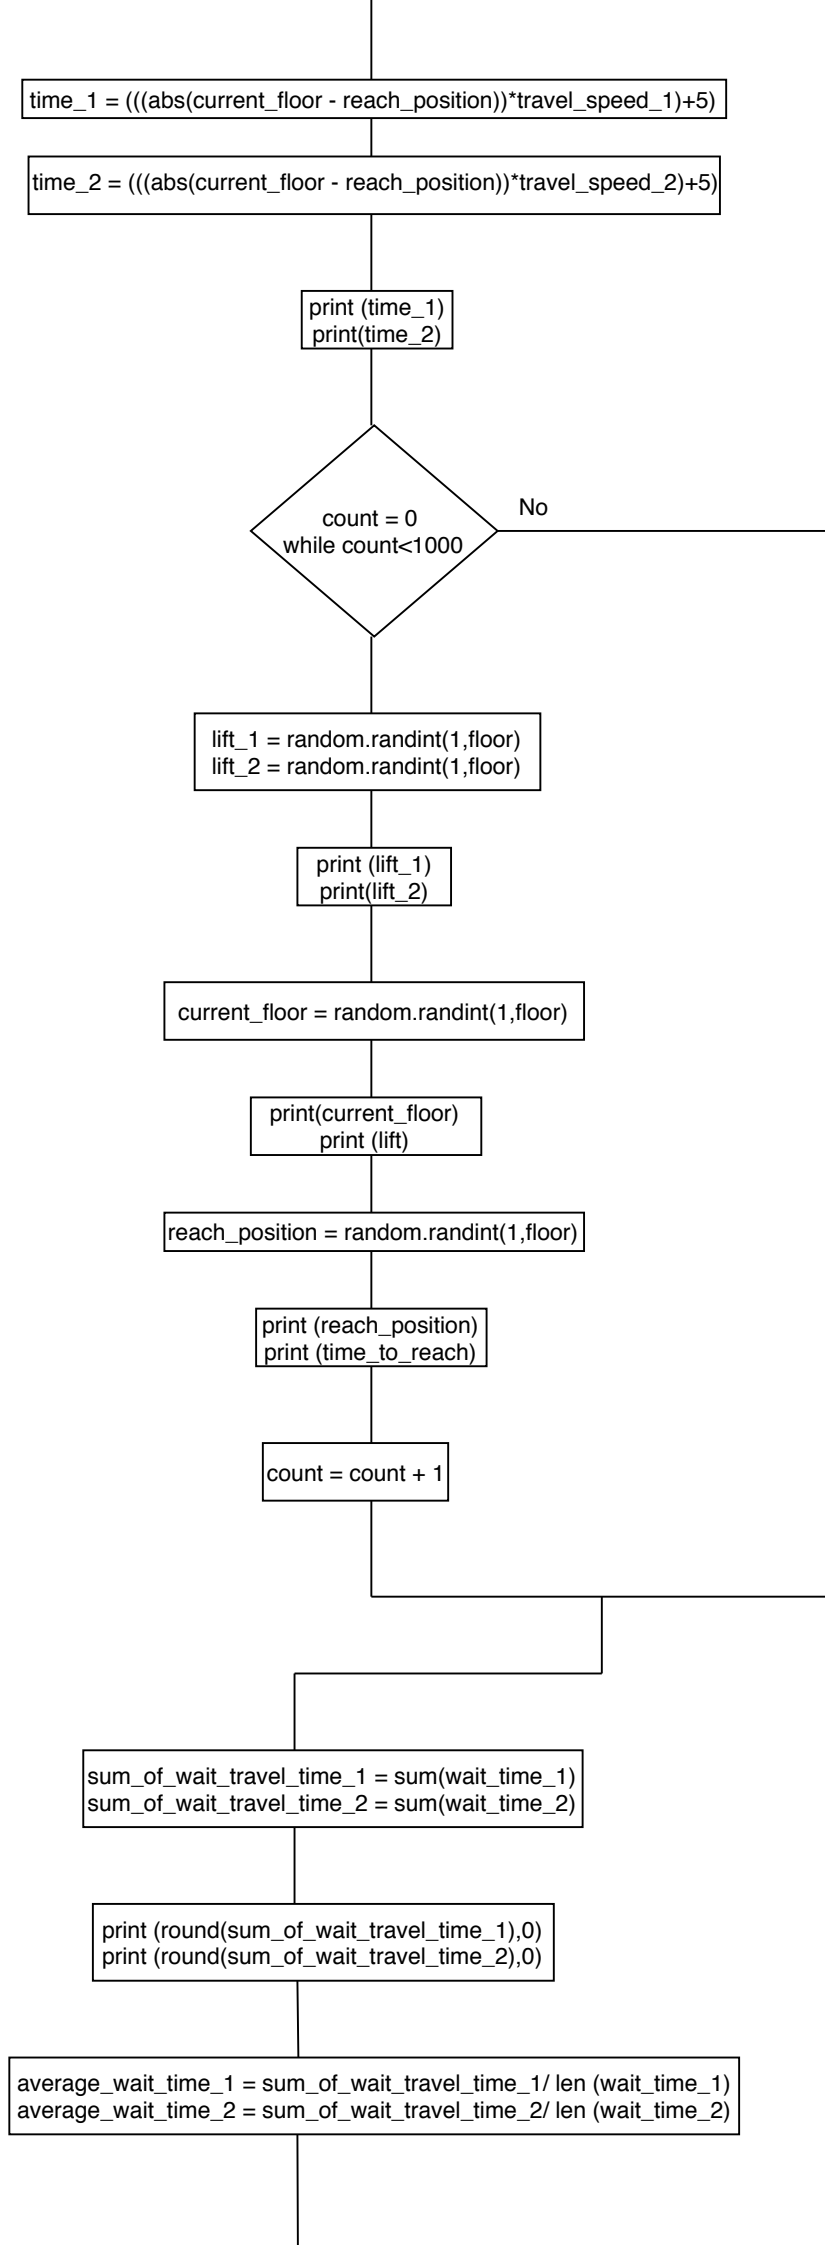 time_1 = (((abs(current_floor - reach_position))*travel_speed_1)+5)
time_2 = (((abs(current_floor - reach_position))*travel_speed_2)+5)
print (time_1)
print(time_2)
count = 0
while count<1000
No
lift_1 = random.randint(1,floor)
lift_2 = random.randint(1,floor)
print (lift_1)
print(lift_2)
current_floor = random.randint(1,floor)
print(current_floor)
print (lift)
reach_position = random.randint(1,floor)
print (reach_position)
print (time_to_reach)
count = count + 1
sum_of_wait_travel_time_1 = sum(wait_time_1)
sum_of_wait_travel_time_2 = sum(wait_time_2)
print (round(sum_of_wait_travel_time_1),0)
print (round(sum_of_wait_travel_time_2),0)
average_wait_time_1 = sum_of_wait_travel_time_1/ len (wait_time_1)
average_wait_time_2 = sum_of_wait_travel_time_2/ len (wait_time_2)